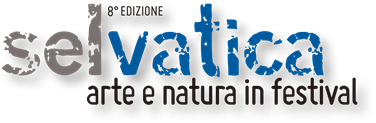 8° EDIZIONE
selvatica
arte e natura in festival